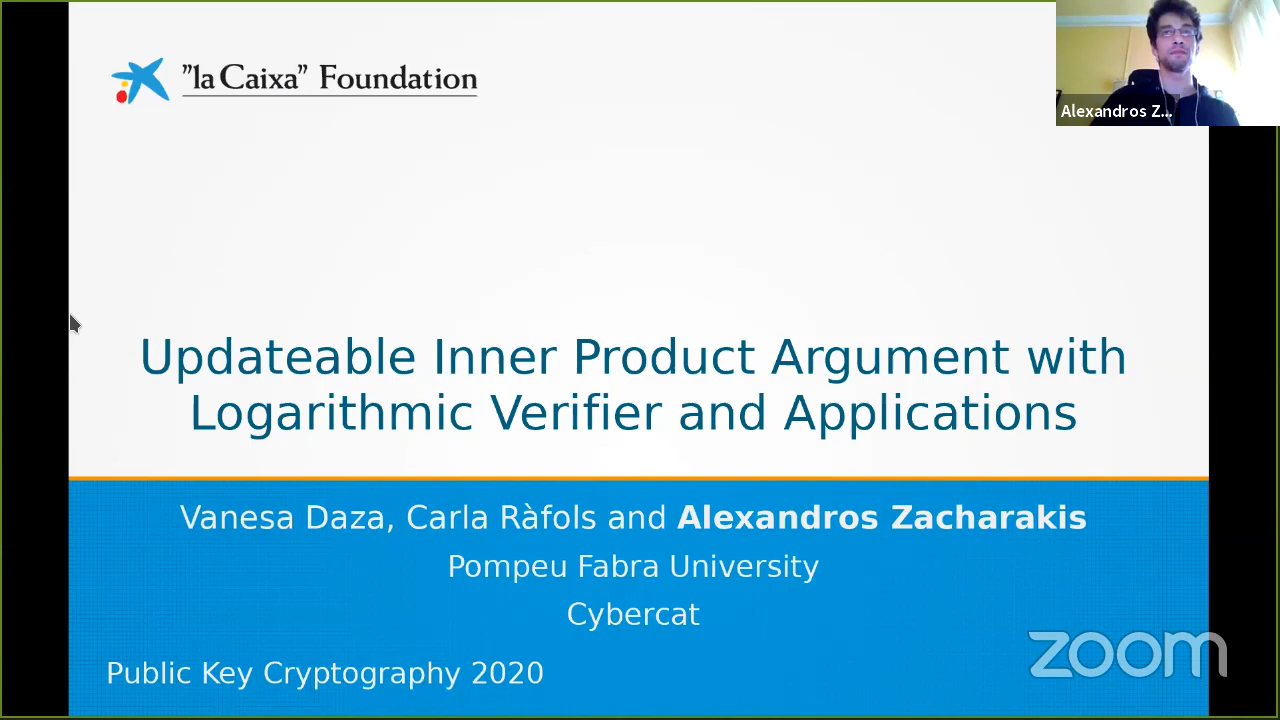 "la Caixa" Foundation
Alexandros Z...
Updateable Inner Product Argument with
Logarithmic Verifier and Applications
Vanesa Daza, Carla Ràfols and Alexandros Zacharakis
Pompeu Fabra University
Cybercat
Public Key Cryptography 2020
zoom